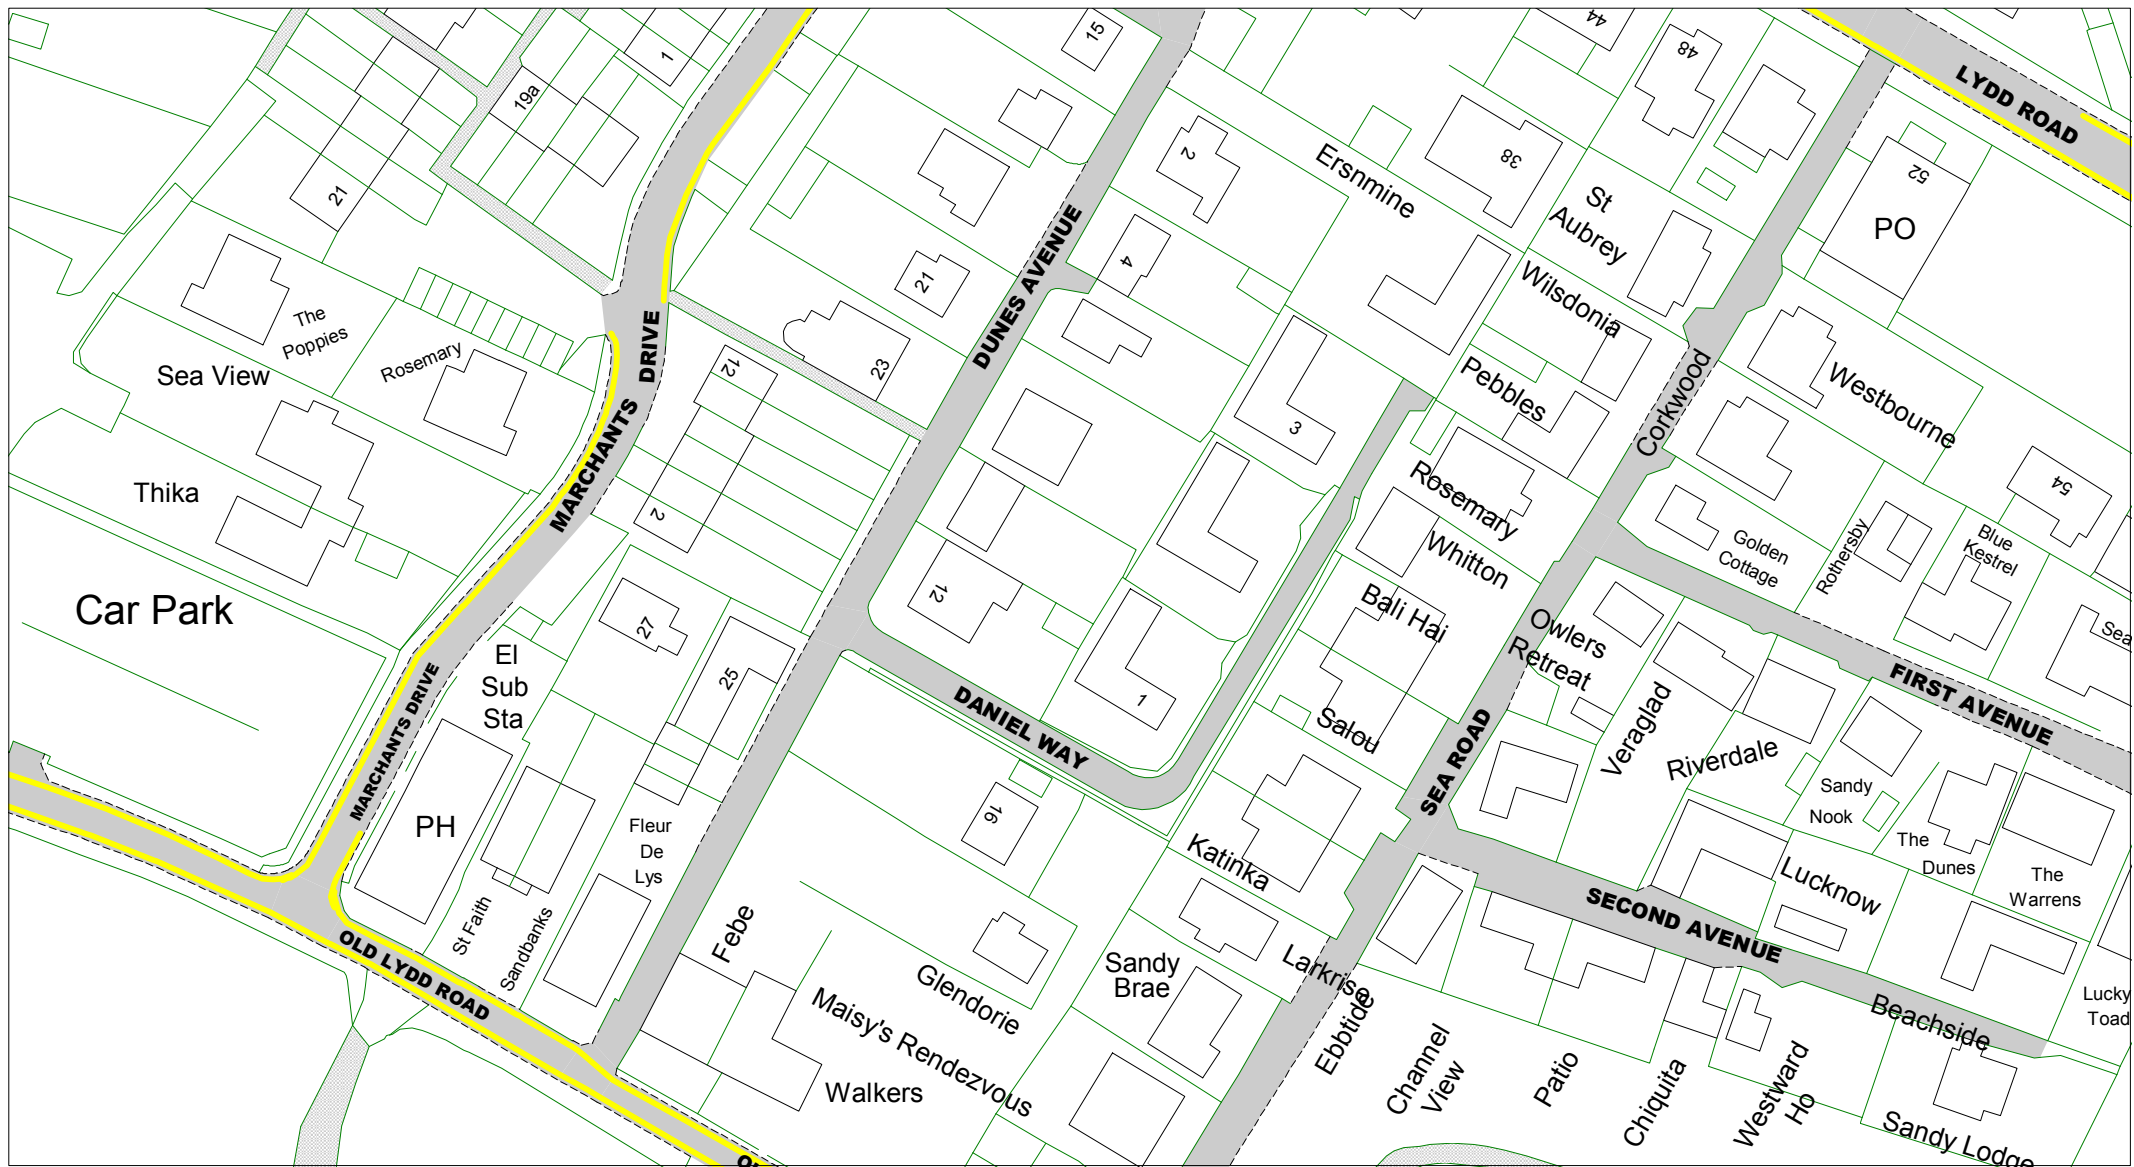 15
44
48
1
19a
LYDD ROAD
2
38
52
Ersnmine
21
St
Aubrey
PO
DUNES AVENUE
4
21
Wilsdonia
The
Poppies
Rosemary
Sea View
MARCHANTS DRIVE
12
23
Pebbles
Corkwood
Westbourne
3
Thika
2
Rosemary
Whitton
54
Rothersby
Golden
Cottage
Blue
Kestrel
Car Park
12
Bali Hai
27
Owlers
Retreat
Sea
El
Sub
Sta
25
1
DANIEL WAY
MARCHANTS DRIVE
Salou
SEA ROAD
Veraglad
Riverdale
FIRST AVENUE
Sandy
Nook
PH
16
Fleur
De
Lys
Katinka
The
Dunes
Lucknow
The
Warrens
St Faith
Sandbanks
Febe
SECOND AVENUE
OLD LYDD ROAD
Glendorie
Sandy
Brae
Larkrise
Ebbtide
Beachside
Lucky
Toad
Maisy's Rendezvous
Walkers
Channel
View
Patio
Chiquita
Westward
Ho
Sandy Lodge